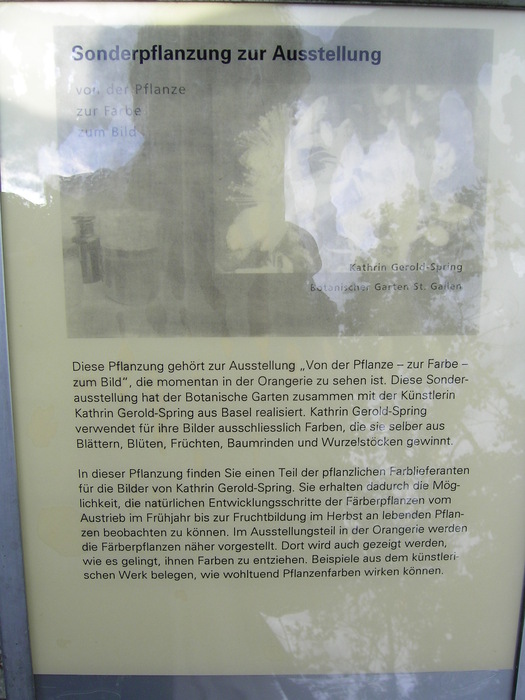 Sonderpflanzung zur Ausstellung
von der Pflanze
zur Farbe
zum Bild
Kathrin Gerold-Spring
Botanischer Garten St. Gallen
Diese Pflanzung gehört zur Ausstellung „Von der Pflanze – zur Farbe –
zum Bild", die momentan in der Orangerie zu sehen ist. Diese Sonder-
ausstellung hat der Botanische Garten zusammen mit der Künstlerin
Kathrin Gerold-Spring aus Basel realisiert. Kathrin Gerold-Spring
verwendet für ihre Bilder ausschliesslich Farben, die sie selber aus
Blättern, Blüten, Früchten, Baumrinden und Wurzelstöcken gewinnt.
In dieser Pflanzung finden Sie einen Teil der pflanzlichen Farblieferanten
für die Bilder von Kathrin Gerold-Spring. Sie erhalten dadurch die Mög-
lichkeit, die natürlichen Entwicklungsschritte der Färberpflanzen vom
Austrieb im Frühjahr bis zur Fruchtbildung im Herbst an lebenden Pflan-
zen beobachten zu können. Im Ausstellungsteil in der Orangerie werden
die Färberpflanzen näher vorgestellt. Dort wird auch gezeigt werden,
wie es gelingt, ihnen Farben zu entziehen. Beispiele aus dem künstleri-
schen Werk belegen, wie wohltuend Pflanzenfarben wirken können.